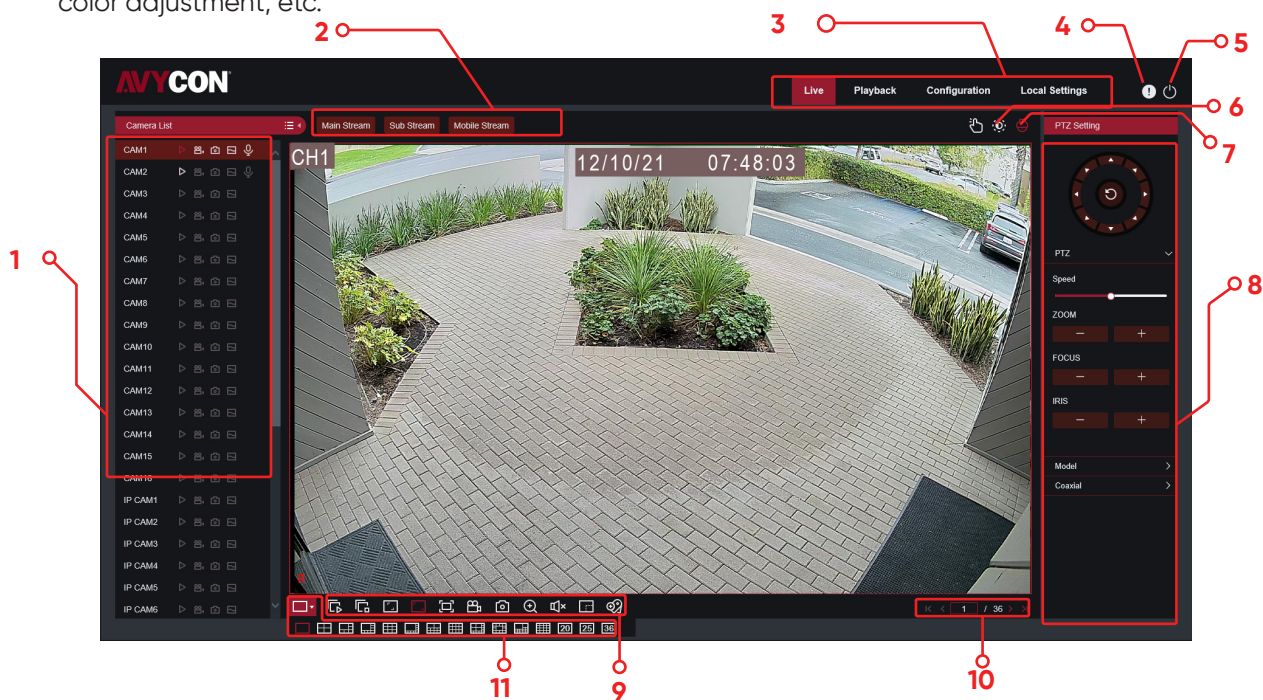 color adjustment, etc.
2
3
4
5
AVYCON
Live Playback Configuration Local Settings
6
Camera List
Main Stream Sub Stream Mobile Stream
PTZ Setting
7
CH1
12/10/21 07:48:03
CAM1
CAM2
CAM3
CAM4
CAM5
CAM6
CAM7
CAM8
CAM9
CAM10
CAM11
CAM12
CAM13
CAM14
CAM15
CAM16
IP CAM1
IP CAM2
IP CAM3
IP CAM4
IP CAM5
IP CAM6
1
PTZ
Speed
ZOOM
FOCUS
IRIS
Model
Coaxial
8
R
1 / 36
20 25 36
11
9
10